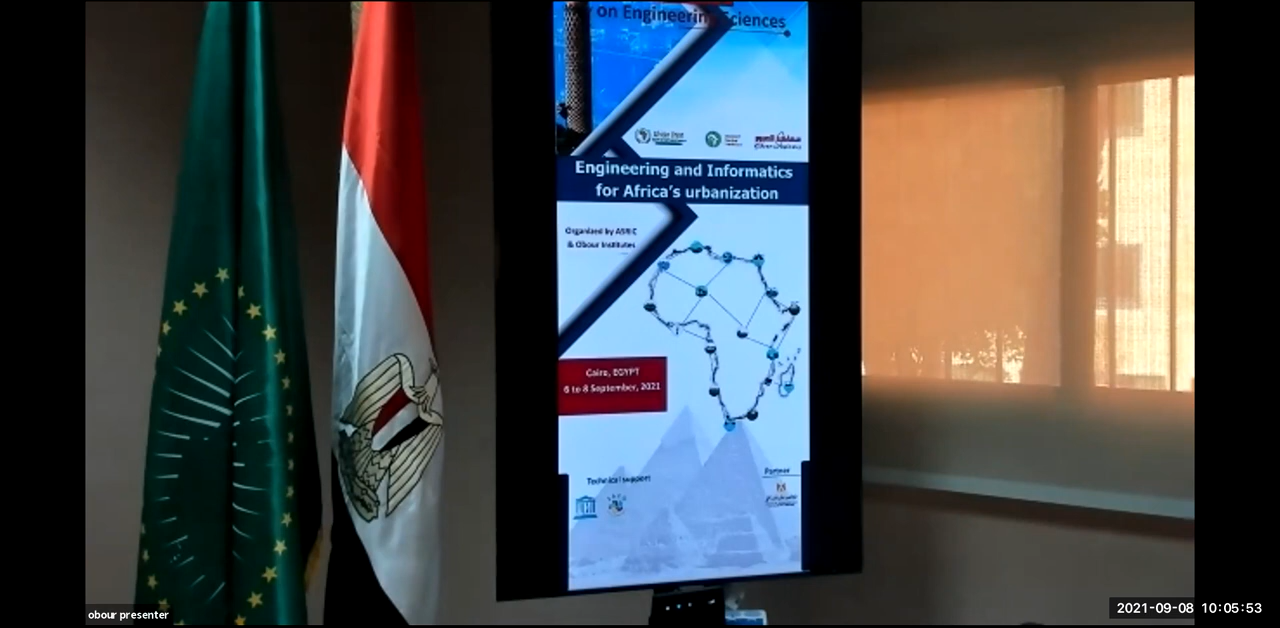 on Engineering Sciences
Engineering and Informatics
for Africa's urbanization
Organized by ASRIC
& Obour Institutes
Cairo, EGYPT
6 to 8 September, 2021
Technical support
Partner
obour presenter
2021-09-08 10:05:53